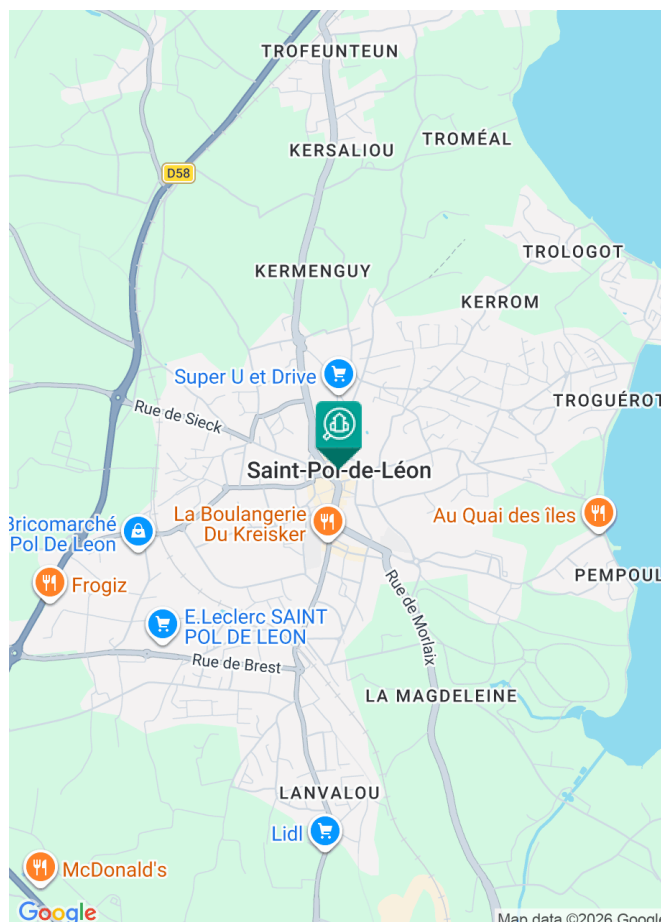 TROFEUNTEUN
TROMÉAL
KERSALIOU
D58
TROLOGOT
KERMENGUY
KERROM
Super U et Drive
TROGUÉROT
Rue de Sieck
Saint-Pol-de-Léon
La Boulangerie
Du Kreisker
Au Quai des îles
Bricomarché
Pol De Leon
PEMPOUL
Frogiz
Rue de Morlaix
E.Leclerc SAINT
POL DE LEON
Rue de Brest
LA MAGDELEINE
LANVALOU
Lidl
McDonald's
Google
Map data ©2026 Google